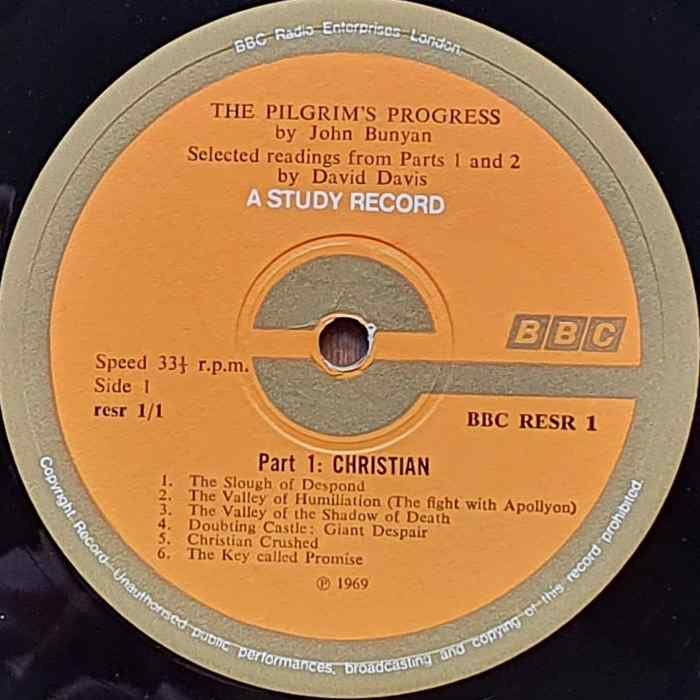 BBC Radio Enterprises London.
THE PILGRIM'S PROGRESS
by John Bunyan
Selected readings from Parts 1 and 2
by David Davis
A STUDY RECORD
BBC
Speed 33⅓ r.p.m.
Side 1
resr 1/1
BBC RESR 1
Part 1: CHRISTIAN
1. The Slough of Despond
2. The Valley of Humiliation (The fight with Apollyon)
3. The Valley of the Shadow of Death
4. Doubting Castle: Giant Despair
5. Christian Crushed
6. The Key called Promise
℗ 1969
Copyright Record—Unauthorised public performances, broadcasting and copying of this record prohibited.